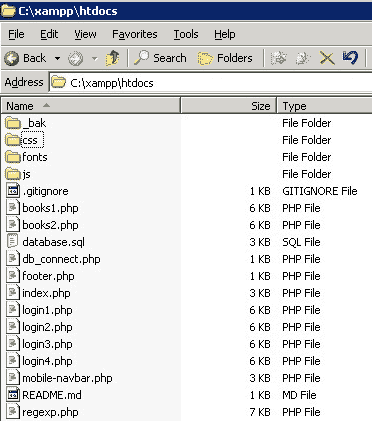 C:\xampp\htdocs
File Edit View Favorites Tools Help
Back Search Folders
Address C:\xampp\htdocs
Name Size Type
_bak File Folder
css File Folder
fonts File Folder
js File Folder
.gitignore 1 KB GITIGNORE File
books1.php 6 KB PHP File
books2.php 6 KB PHP File
database.sql 3 KB SQL File
db_connect.php 1 KB PHP File
footer.php 1 KB PHP File
index.php 3 KB PHP File
login1.php 6 KB PHP File
login2.php 6 KB PHP File
login3.php 6 KB PHP File
login4.php 6 KB PHP File
mobile-navbar.php 3 KB PHP File
README.md 1 KB MD File
regexp.php 7 KB PHP File